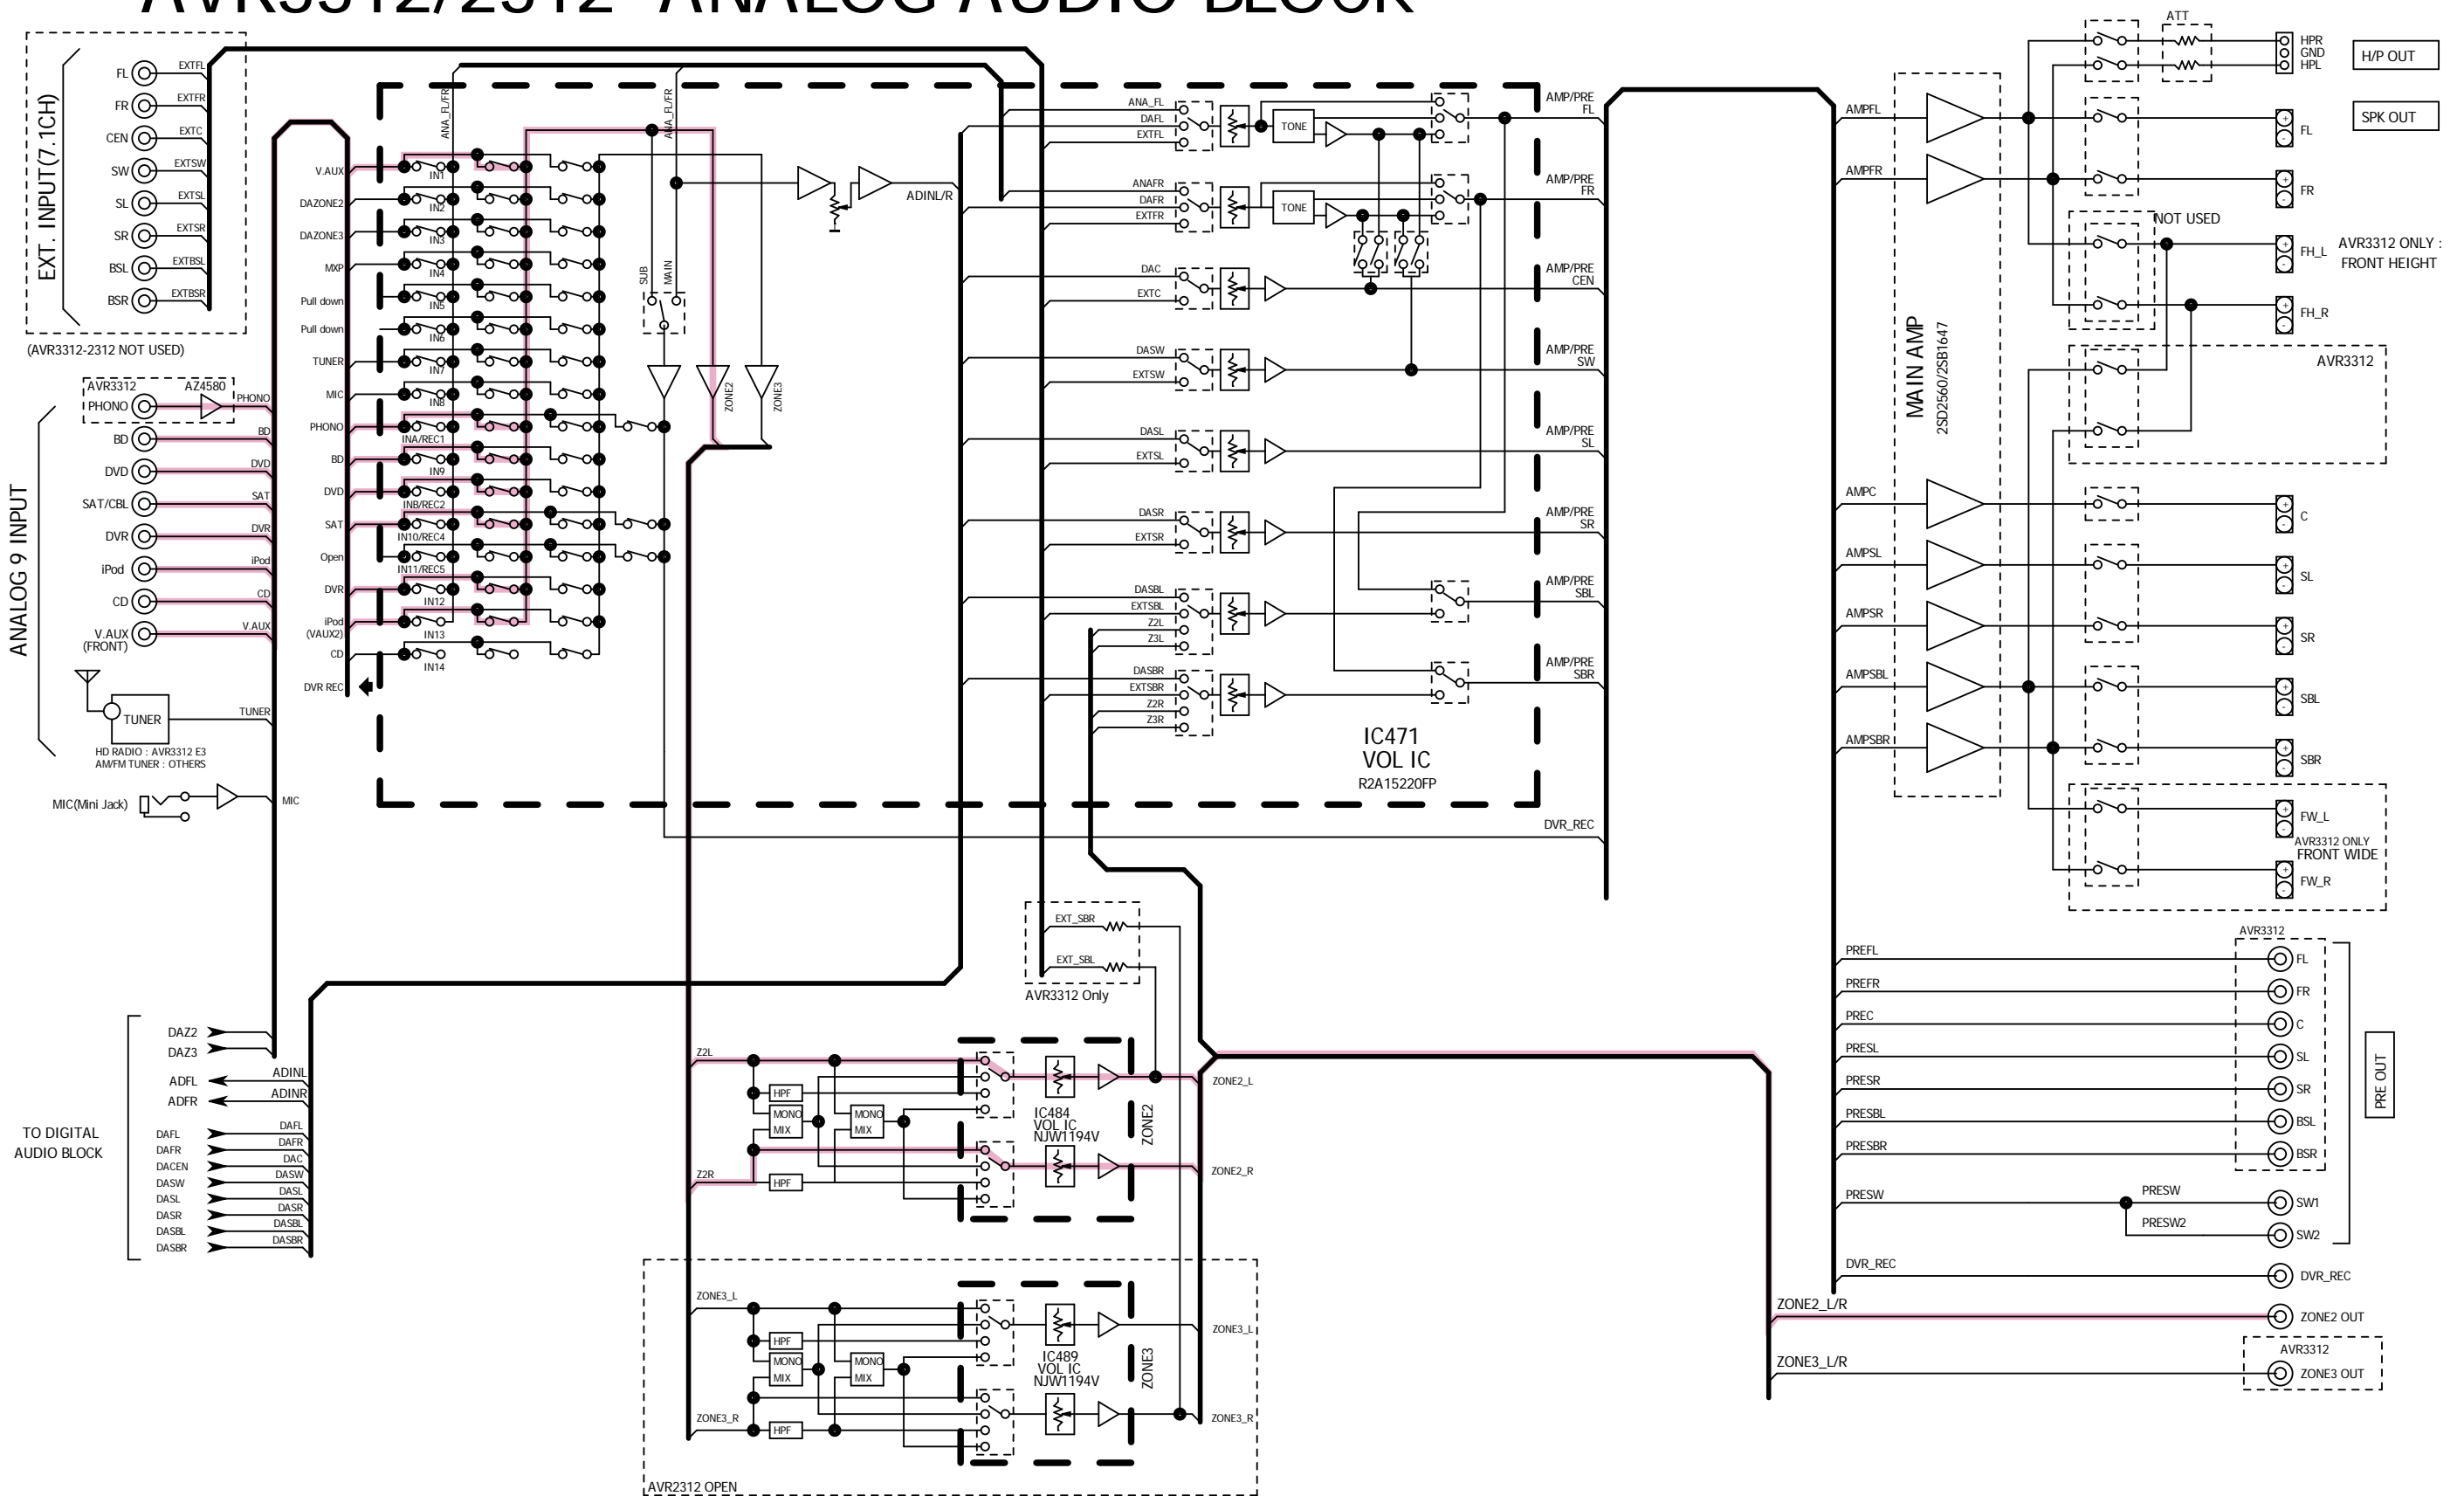 AVR3312/2312 ANALOG AUDIO BLOCK
EXT. INPUT(7.1CH)
FL EXTFL
FR EXTFR
CEN EXTC
SW EXTSW
SL EXTSL
SR EXTSR
BSL EXTBSL
BSR EXTBSR
(AVR3312-2312 NOT USED)
ANALOG 9 INPUT
AVR3312 AZ4580
PHONO PHONO
BD BD
DVD DVD
SAT/CBL SAT
DVR DVR
iPod iPod
CD CD
V.AUX V.AUX
(FRONT)
TUNER TUNER
HD RADIO : AVR3312 E3
AM/FM TUNER : OTHERS
MIC(Mini Jack) MIC
DAZ2
DAZ3
ADFL ADINL
ADFR ADINR
TO DIGITAL
AUDIO BLOCK
DAFL DAFL
DAFR DAFR
DACEN DAC
DASW DASW
DASL DASL
DASR DASR
DASBL DASBL
DASBR DASBR
ANA_FL/FR
ANA_FL/FR
V.AUX IN1
DAZONE2 IN2
DAZONE3 IN3
MXP IN4
Pull down IN5
Pull down IN6
TUNER IN7
MIC IN8
PHONO INA/REC1
BD IN9
DVD INB/REC2
SAT IN10/REC4
Open IN11/REC5
DVR IN12
iPod
(VAUX2) IN13
CD IN14
DVR REC
SUB
MAIN
ZONE2
ZONE3
ADINL/R
ANA_FL
DAFL
EXTFL
TONE
AMP/PRE
FL
ANAFR
DAFR
EXTFR
TONE
AMP/PRE
FR
DAC
EXTC
AMP/PRE
CEN
DASW
EXTSW
AMP/PRE
SW
DASL
EXTSL
AMP/PRE
SL
DASR
EXTSR
AMP/PRE
SR
DASBL
EXTSBL
Z2L
Z3L
AMP/PRE
SBL
DASBR
EXTSBR
Z2R
Z3R
AMP/PRE
SBR
IC471
VOL IC
R2A15220FP
DVR_REC
EXT_SBR
EXT_SBL
AVR3312 Only
Z2L
HPF
MONO
MIX
MONO
MIX
Z2R
HPF
IC484
VOL IC
NJW1194V
ZONE2
ZONE2_L
ZONE2_R
ZONE3_L
HPF
MONO
MIX
MONO
MIX
ZONE3_R
HPF
IC489
VOL IC
NJW1194V
ZONE3
ZONE3_L
ZONE3_R
AVR2312 OPEN
MAIN AMP
2SD2560/2SB1647
AMPFL
AMPFR
AMPC
AMPSL
AMPSR
AMPSBL
AMPSBR
ATT
HPR
GND
HPL
H/P OUT
SPK OUT
+
-
FL
+
-
FR
NOT USED
+
-
FH_L
AVR3312 ONLY :
FRONT HEIGHT
+
-
FH_R
AVR3312
+
-
C
+
-
SL
+
-
SR
+
-
SBL
+
-
SBR
+
-
FW_L
AVR3312 ONLY
FRONT WIDE
+
-
FW_R
AVR3312
PREFL FL
PREFR FR
PREC C
PRESL SL
PRESR SR
PRESBL BSL
PRESBR BSR
PRESW PRESW SW1
PRESW2 SW2
PRE OUT
DVR_REC DVR_REC
ZONE2_L/R ZONE2 OUT
AVR3312
ZONE3_L/R ZONE3 OUT